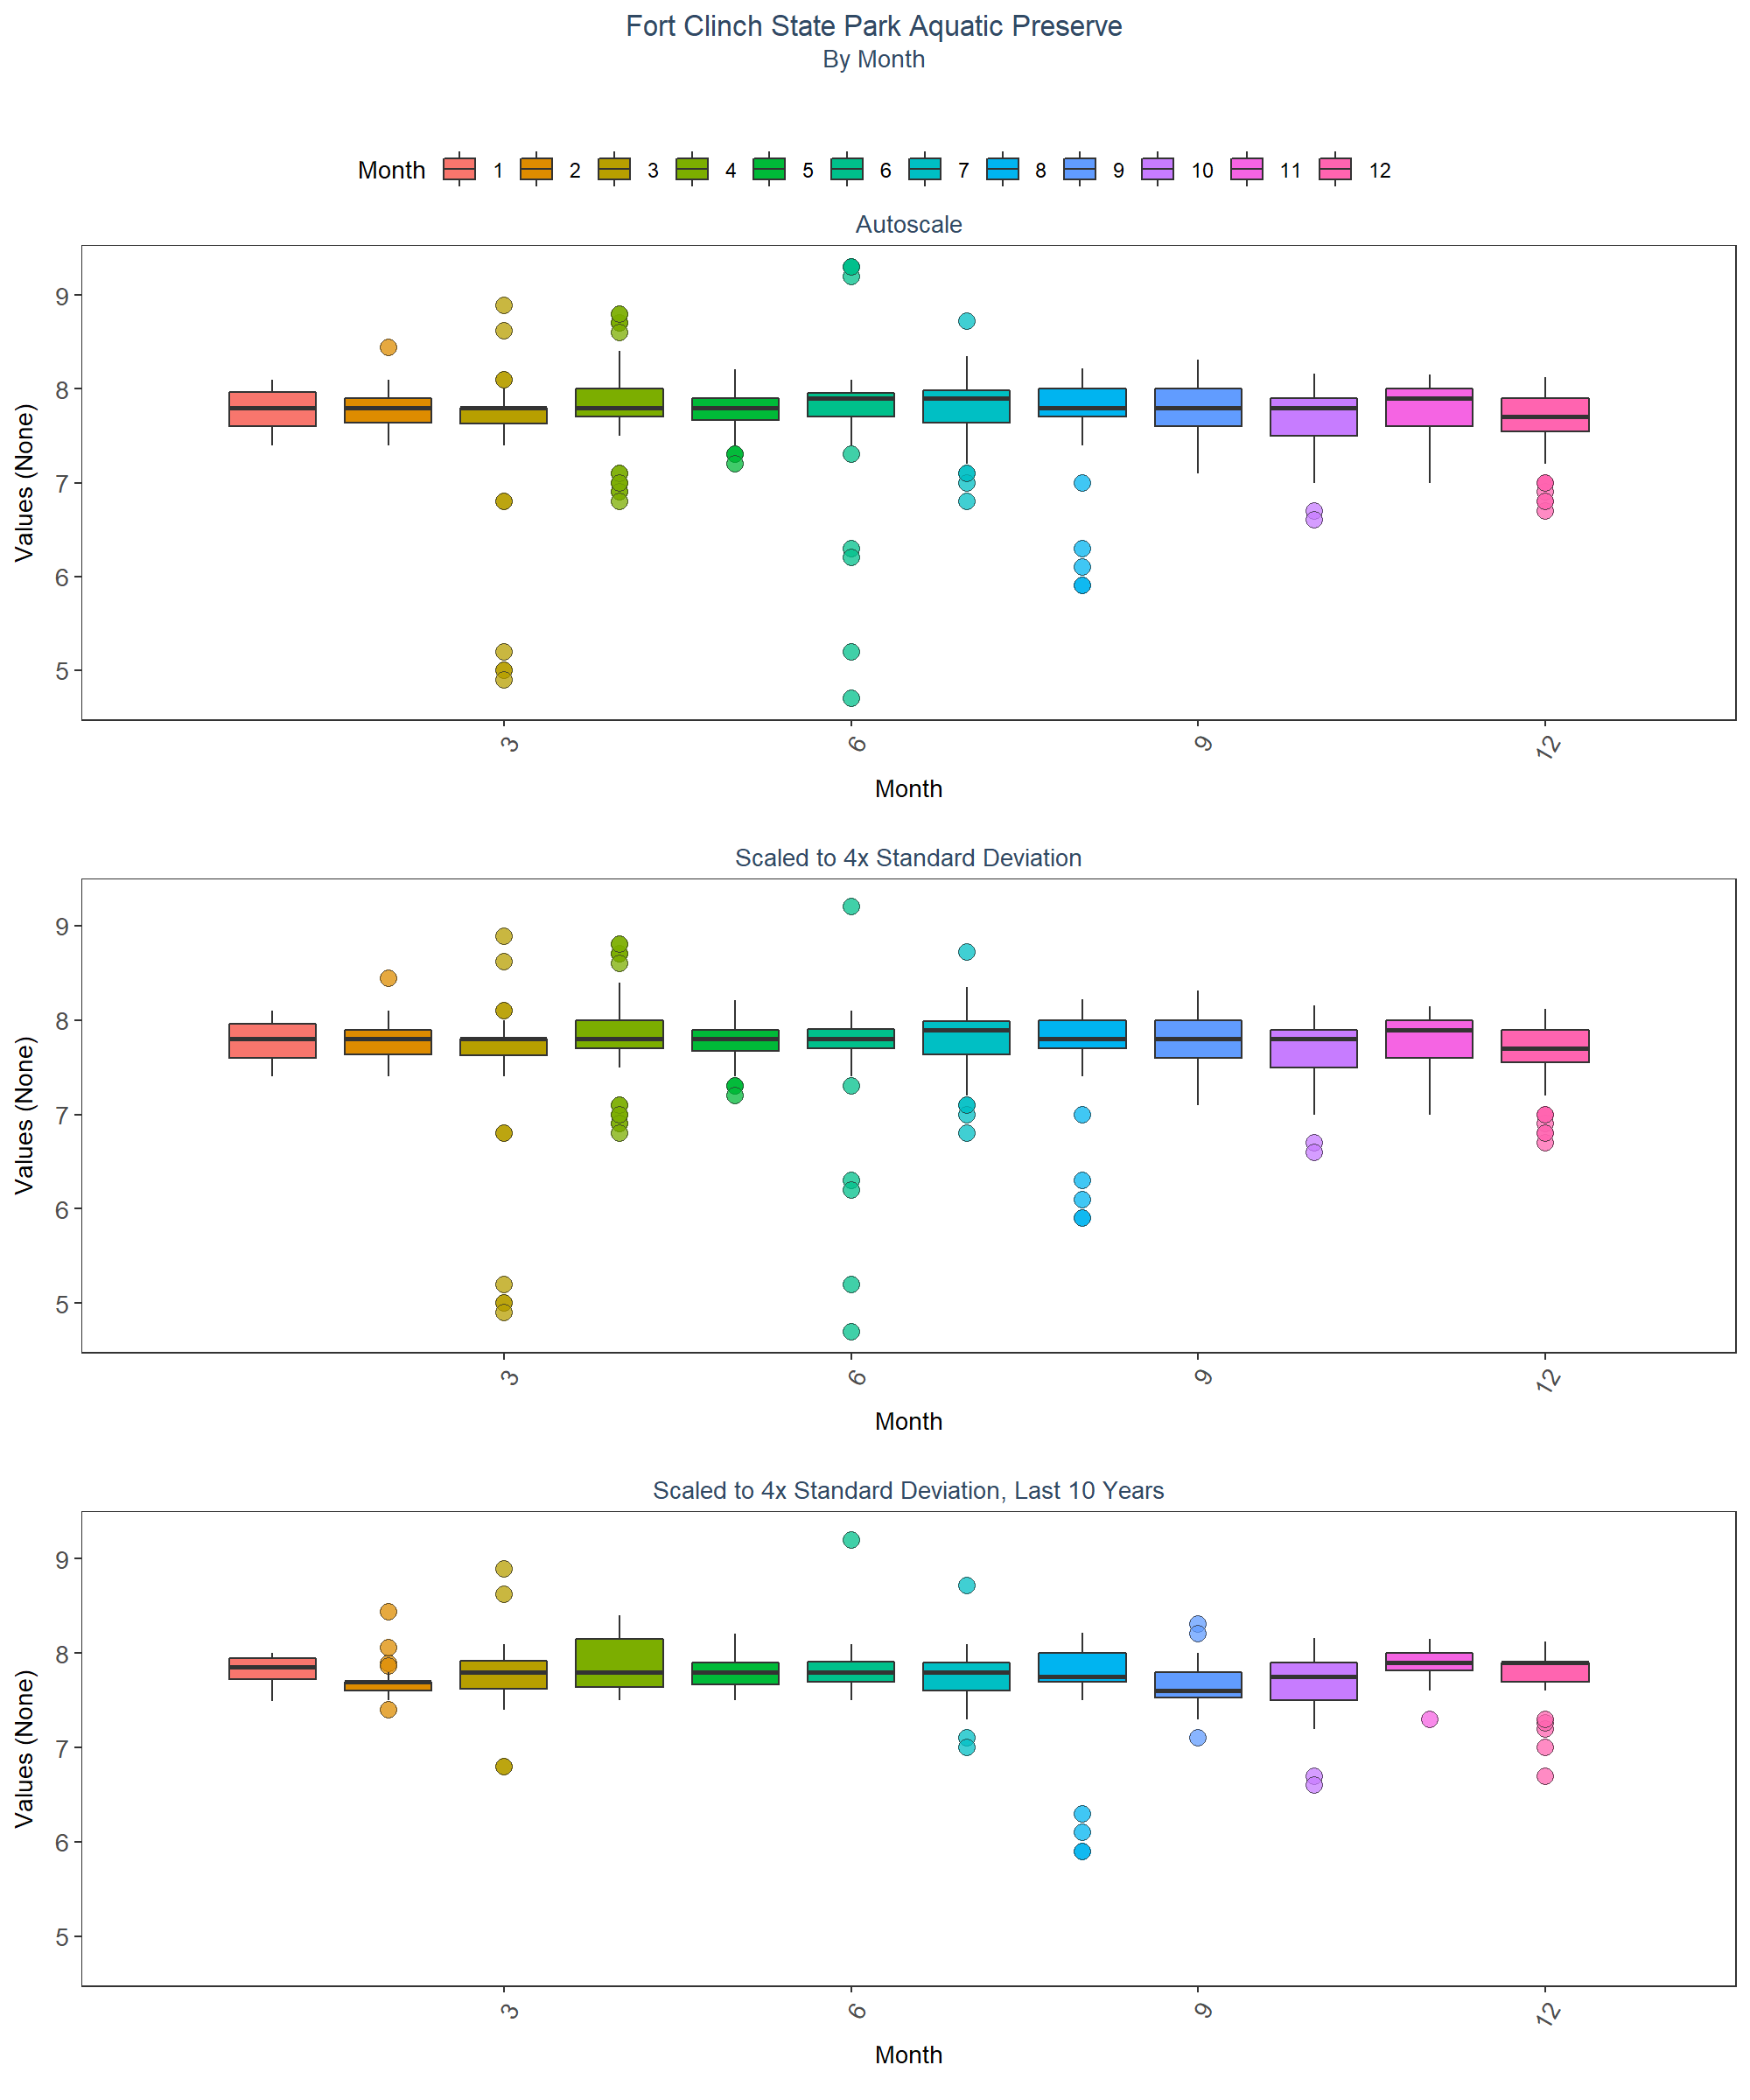 Fort Clinch State Park Aquatic Preserve
By Month
Month 1 2 3 4 5 6 7 8 9 10 11 12
Autoscale
Values (None)
9
8
7
6
5
3 6 9 12
Month
Scaled to 4x Standard Deviation
Values (None)
9
8
7
6
5
3 6 9 12
Month
Scaled to 4x Standard Deviation, Last 10 Years
Values (None)
9
8
7
6
5
3 6 9 12
Month